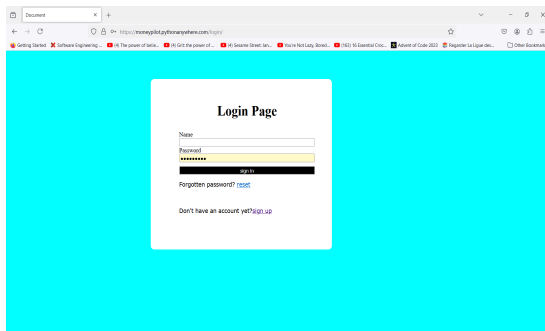 Document
https://moneypilot.pythonanywhere.com/login/
Getting Started
Software Engineering ...
(4) The power of belie...
(4) Grit the power of ...
(4) Sesame Street: Jan...
You're Not Lazy, Bored...
(163) 16 Essential Croc...
Advent of Code 2023
Regarder La Ligue des...
Other Bookmark
Login Page
Name
Password
sign In
Forgotten password? reset
Don't have an account yet?sign up